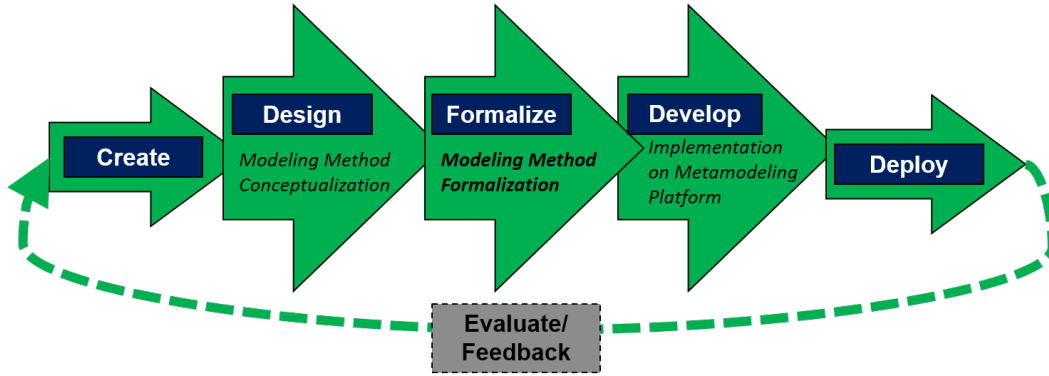 Create
Design
Modeling Method
Conceptualization
Formalize
Modeling Method
Formalization
Develop
Implementation
on Metamodeling
Platform
Deploy
Evaluate/
Feedback